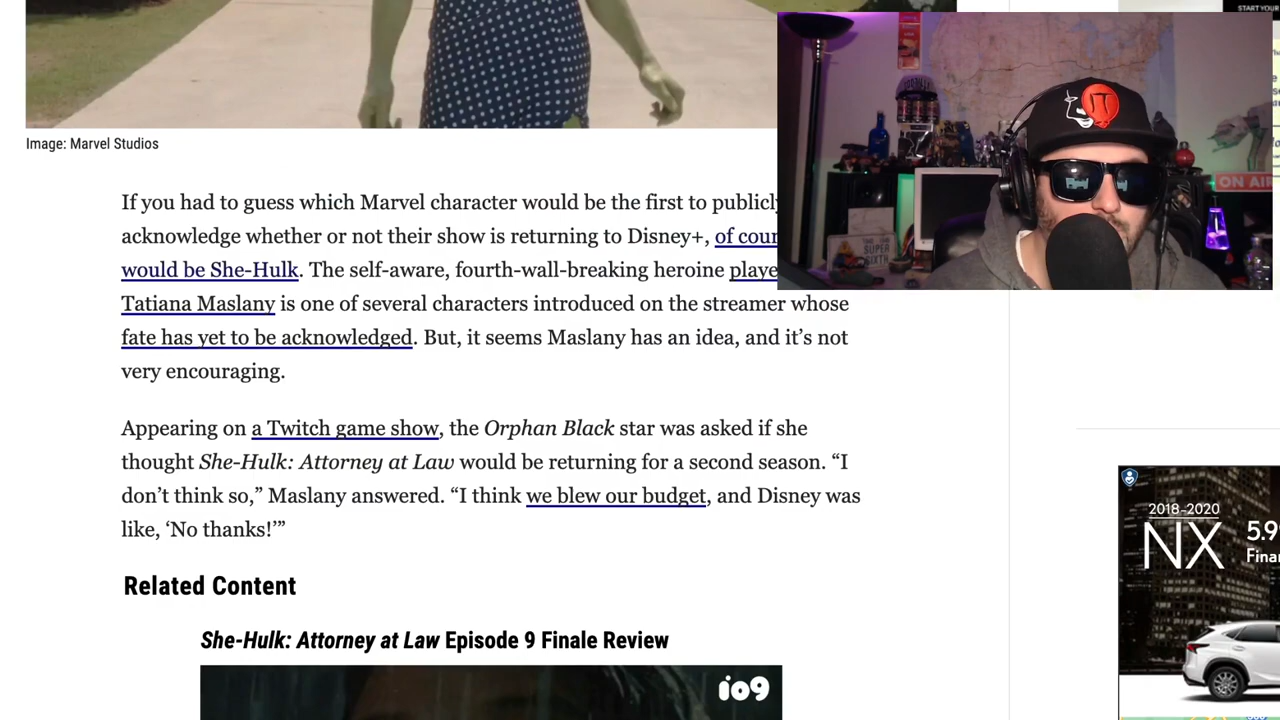 START YOUR
Image: Marvel Studios
If you had to guess which Marvel character would be the first to publicly
acknowledge whether or not their show is returning to Disney+, of cour
would be She-Hulk. The self-aware, fourth-wall-breaking heroine playe
Tatiana Maslany is one of several characters introduced on the streamer whose
fate has yet to be acknowledged. But, it seems Maslany has an idea, and it’s not
very encouraging.
ON AIR
Appearing on a Twitch game show, the Orphan Black star was asked if she
thought She-Hulk: Attorney at Law would be returning for a second season. “I
don’t think so,” Maslany answered. “I think we blew our budget, and Disney was
like, ‘No thanks!’”
Related Content
She-Hulk: Attorney at Law Episode 9 Finale Review
io9
2018-2020
NX
5.9
Finan